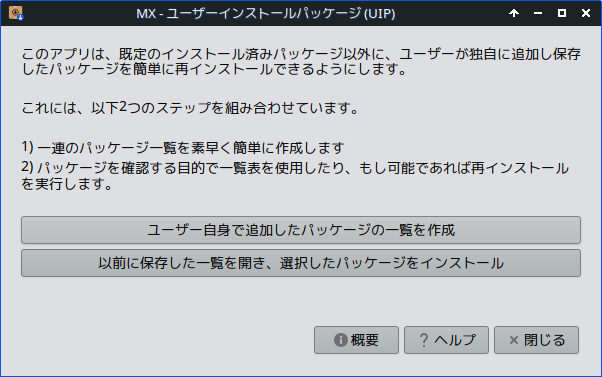 MX - ユーザーインストールパッケージ (UIP)
このアプリは、既定のインストール済みパッケージ以外に、ユーザーが独自に追加し保存
したパッケージを簡単に再インストールできるようにします。
これには、以下2つのステップを組み合わせています。
1) 一連のパッケージ一覧を素早く簡単に作成します
2) パッケージを確認する目的で一覧表を使用したり、もし可能であれば再インストール
を実行します。
ユーザー自身で追加したパッケージの一覧を作成
以前に保存した一覧を開き、選択したパッケージをインストール
概要
? ヘルプ
閉じる